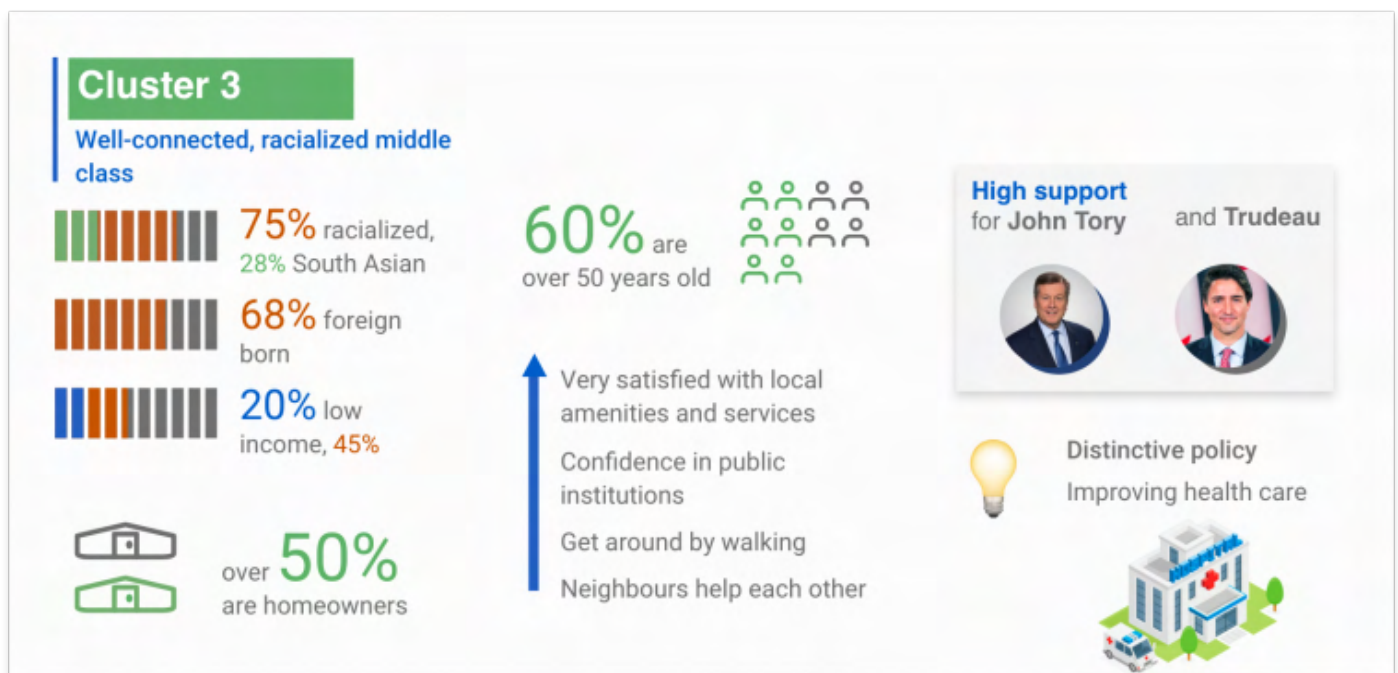 Cluster 3
Well-connected, racialized middle
class
75% racialized,
28% South Asian
68% foreign
born
20% low
income, 45%
over 50%
are homeowners
60% are
over 50 years old
Very satisfied with local
amenities and services
Confidence in public
institutions
Get around by walking
Neighbours help each other
High support
for John Tory
and Trudeau
Distinctive policy
Improving health care